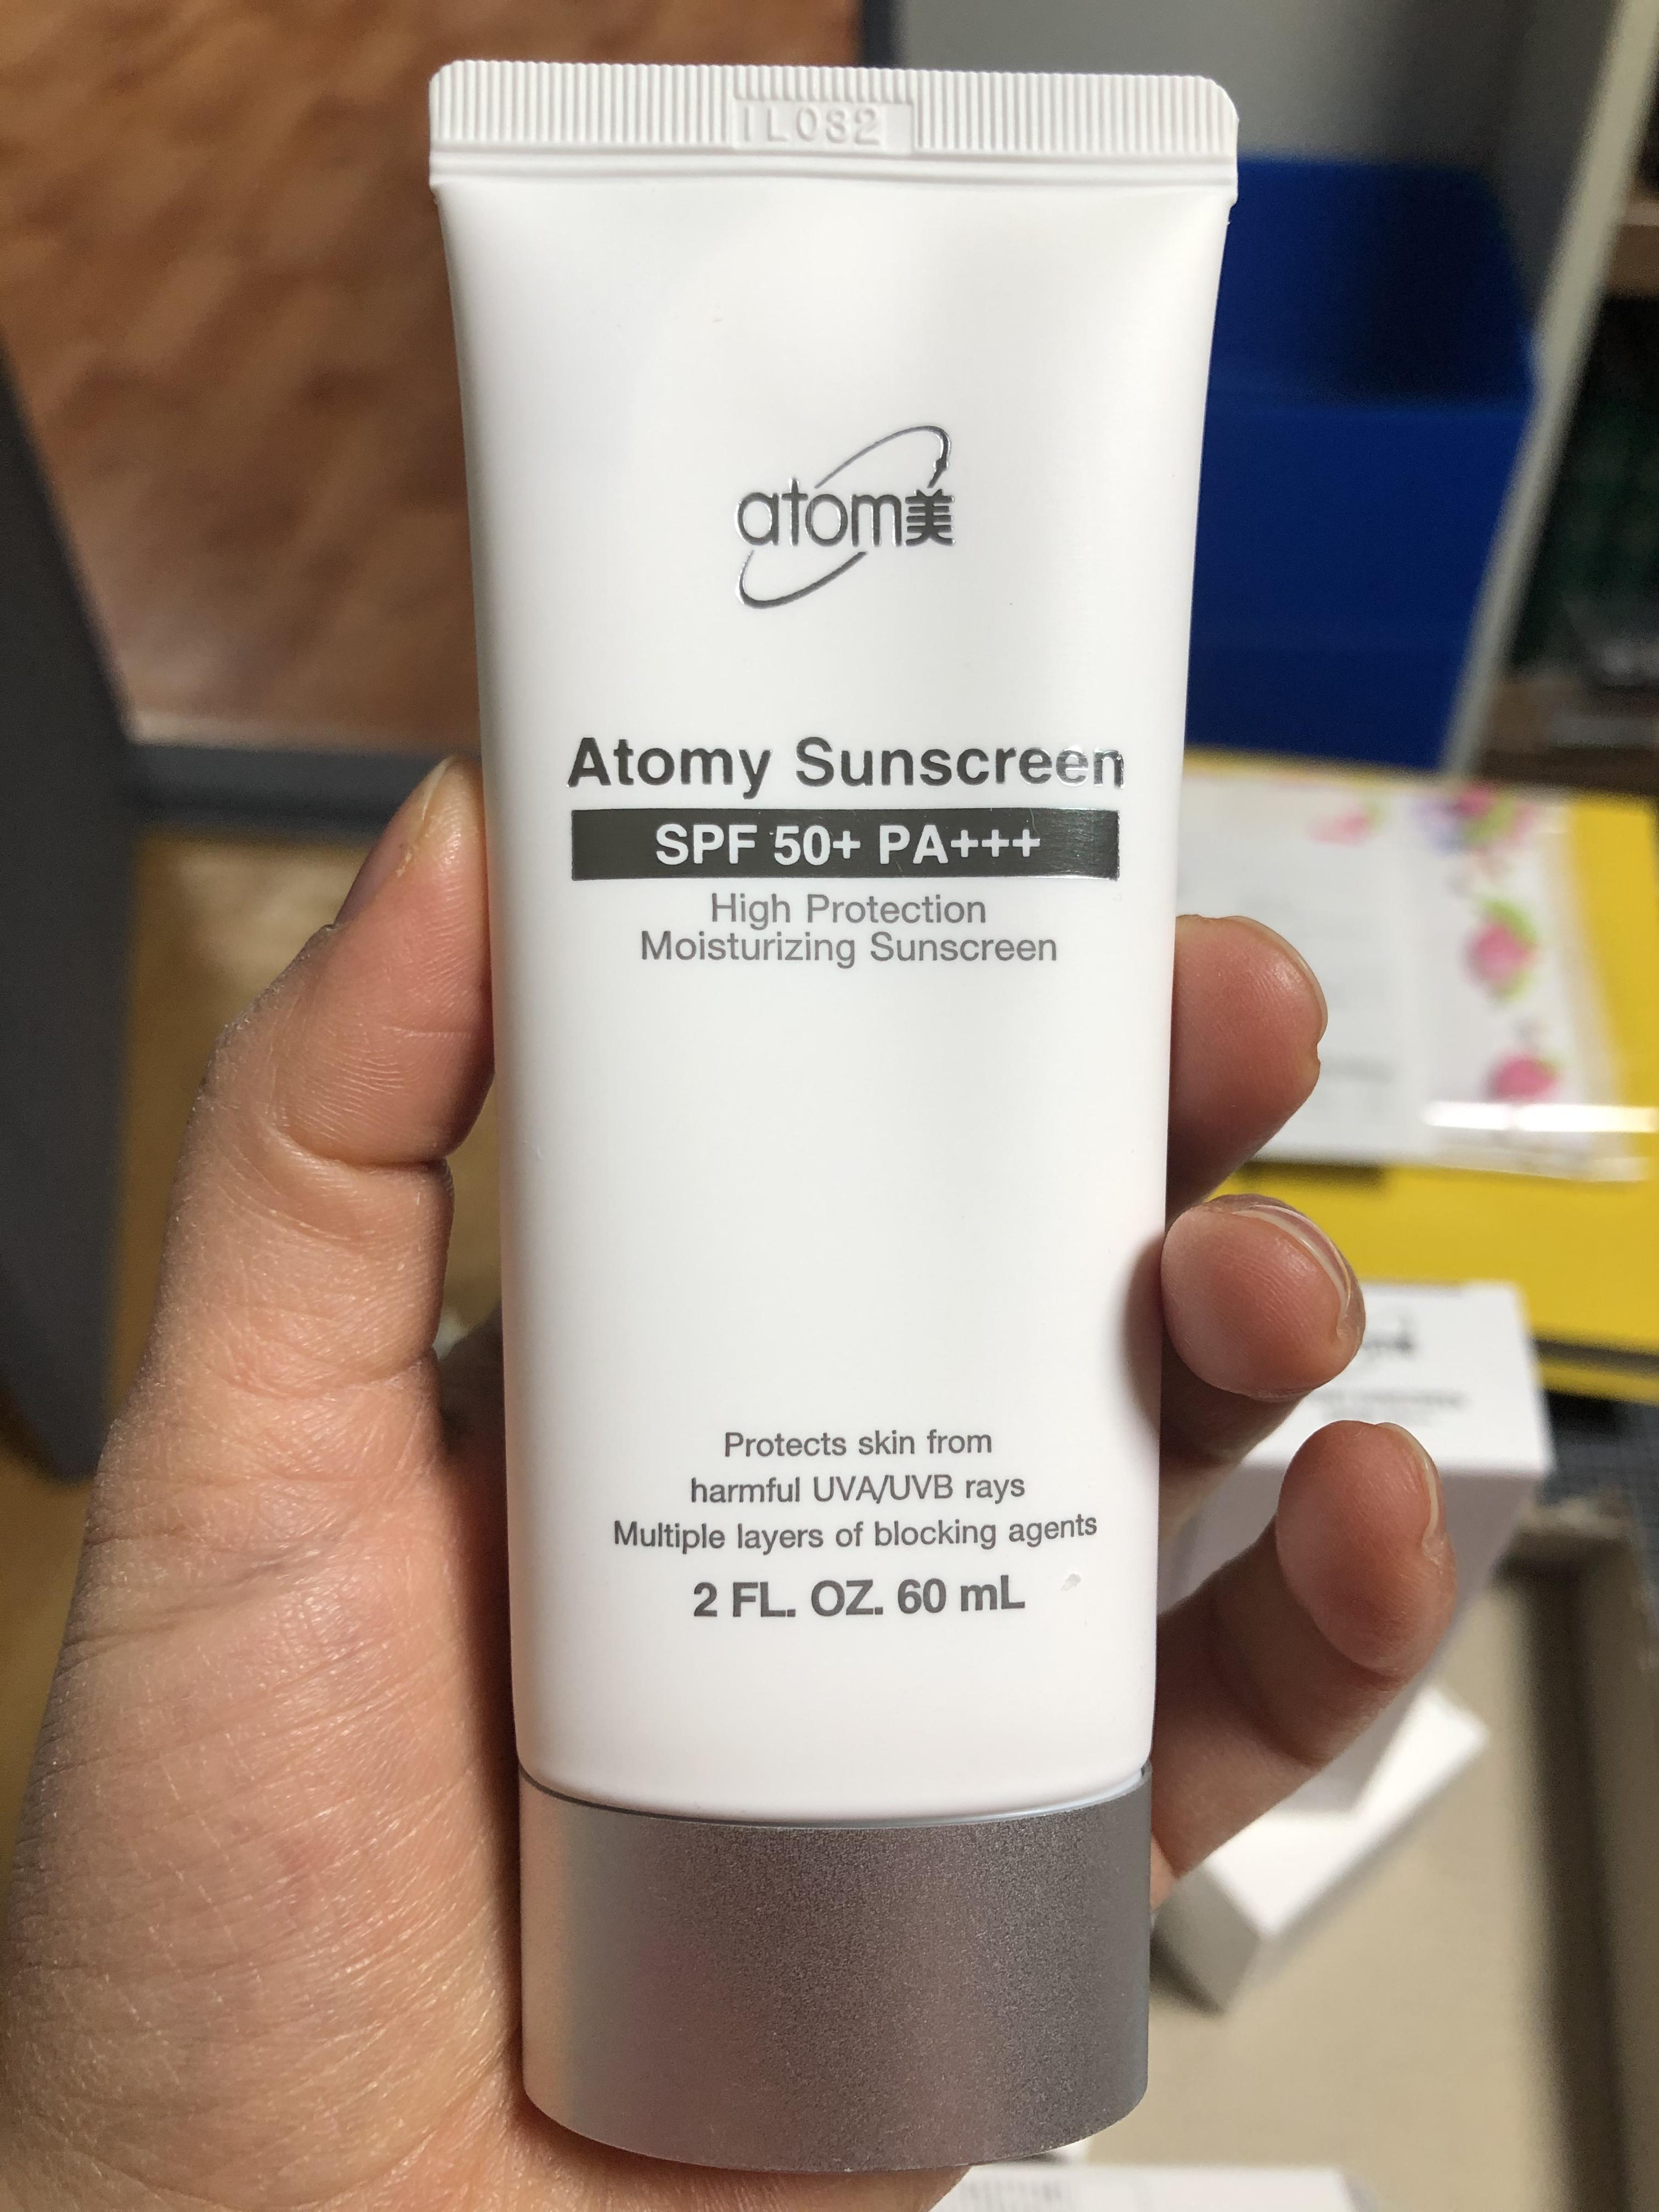 1L082
atom美
Atomy Sunscreen
SPF 50+ PA+++
High Protection
Moisturizing Sunscreen
Protects skin from
harmful UVA/UVB rays
Multiple layers of blocking agents
2 FL. OZ. 60 mL